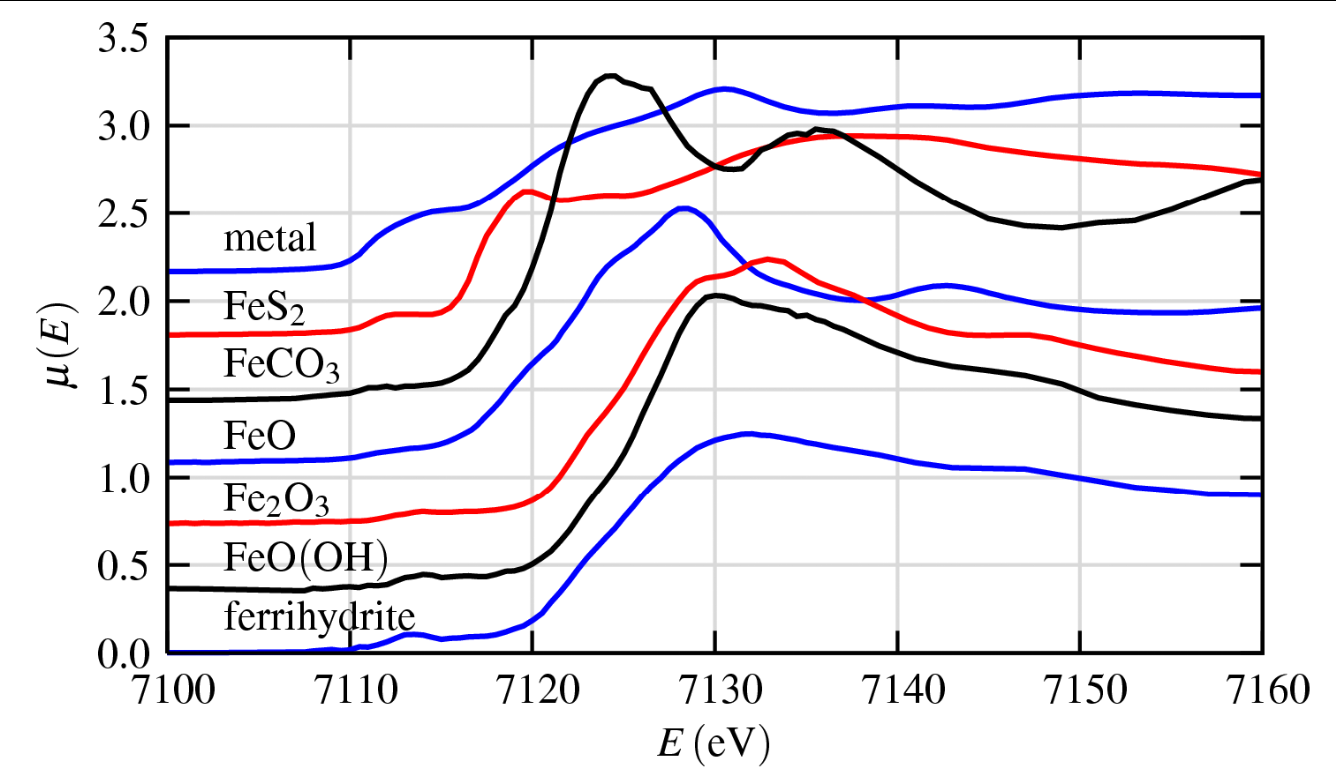 3.5
3.0
2.5
2.0
1.5
1.0
0.5
0.0
μ(E)
metal
FeS₂
FeCO₃
FeO
Fe₂O₃
FeO(OH)
ferrihydrite
7100 7110 7120 7130 7140 7150 7160
E (eV)